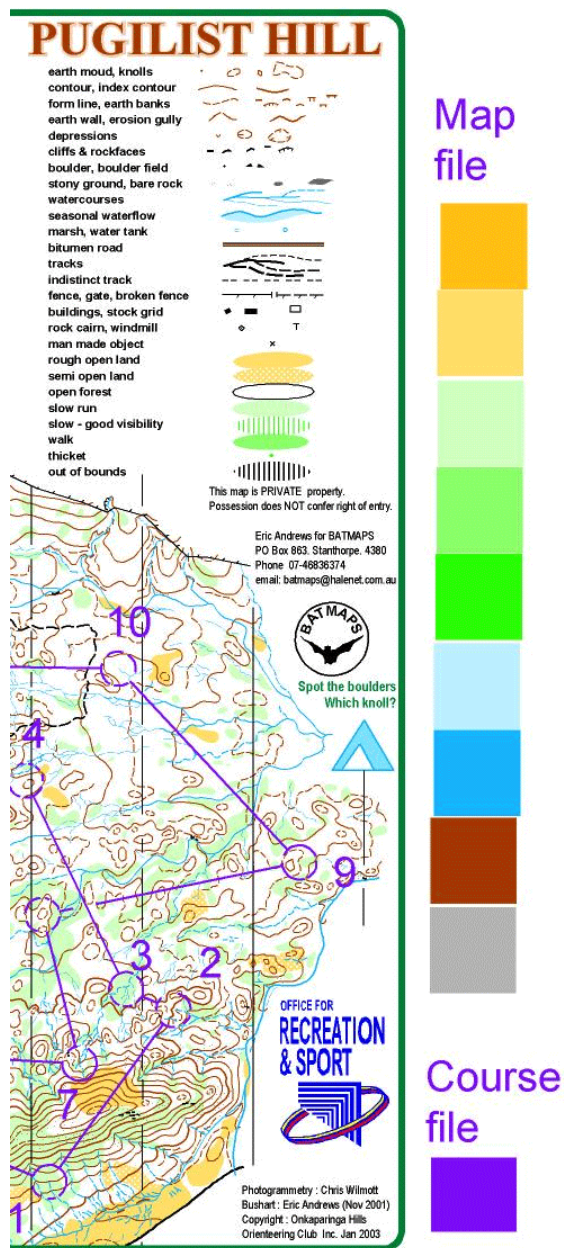 PUGILIST HILL
earth moud, knolls
contour, index contour
form line, earth banks
earth wall, erosion gully
depressions
cliffs & rockfaces
boulder, boulder field
stony ground, bare rock
watercourses
seasonal waterflow
marsh, water tank
bitumen road
tracks
indistinct track
fence, gate, broken fence
buildings, stock grid
rock cairn, windmill
man made object
rough open land
semi open land
open forest
slow run
slow - good visibility
walk
thicket
out of bounds
This map is PRIVATE property.
Possession does NOT confer right of entry.
Eric Andrews for BATMAPS
PO Box 863. Stanthorpe. 4380
Phone 07-46836374
email: batmaps@halenet.com.au
BATMAPS
Spot the boulders
Which knoll?
10
4
9
3
2
7
1
OFFICE FOR
RECREATION
& SPORT
Photogrammetry : Chris Wilmott
Bushart : Eric Andrews (Nov 2001)
Copyright : Onkaparinga Hills
Orienteering Club Inc. Jan 2003
Map
file
Course
file